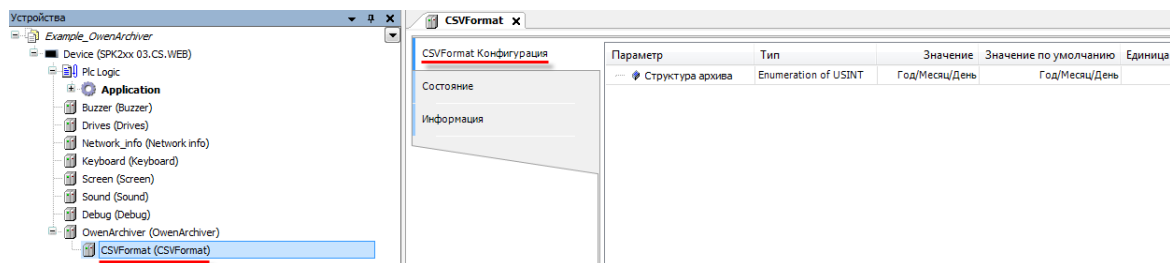 Устройства
Example_OwenArchiver
Device (SPK2xx 03.CS.WEB)
Plc Logic
Application
Buzzer (Buzzer)
Drives (Drives)
Network_info (Network info)
Keyboard (Keyboard)
Screen (Screen)
Sound (Sound)
Debug (Debug)
OwenArchiver (OwenArchiver)
CSVFormat (CSVFormat)
CSVFormat
CSVFormat Конфигурация
Состояние
Информация
Параметр Тип Значение Значение по умолчанию Единица
Структура архива Enumeration of USINT Год/Месяц/День Год/Месяц/День